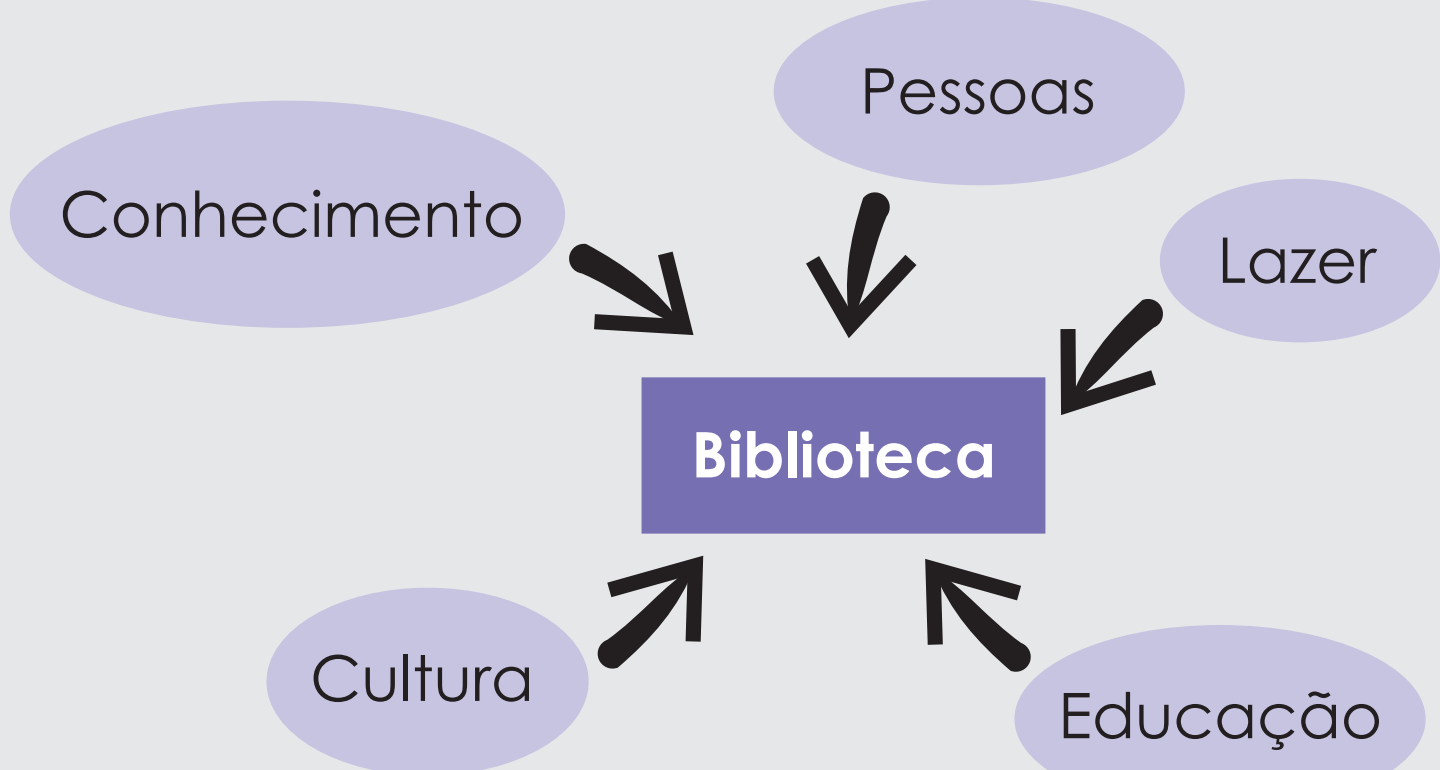 Pessoas
Conhecimento
Lazer
Biblioteca
Cultura
Educação